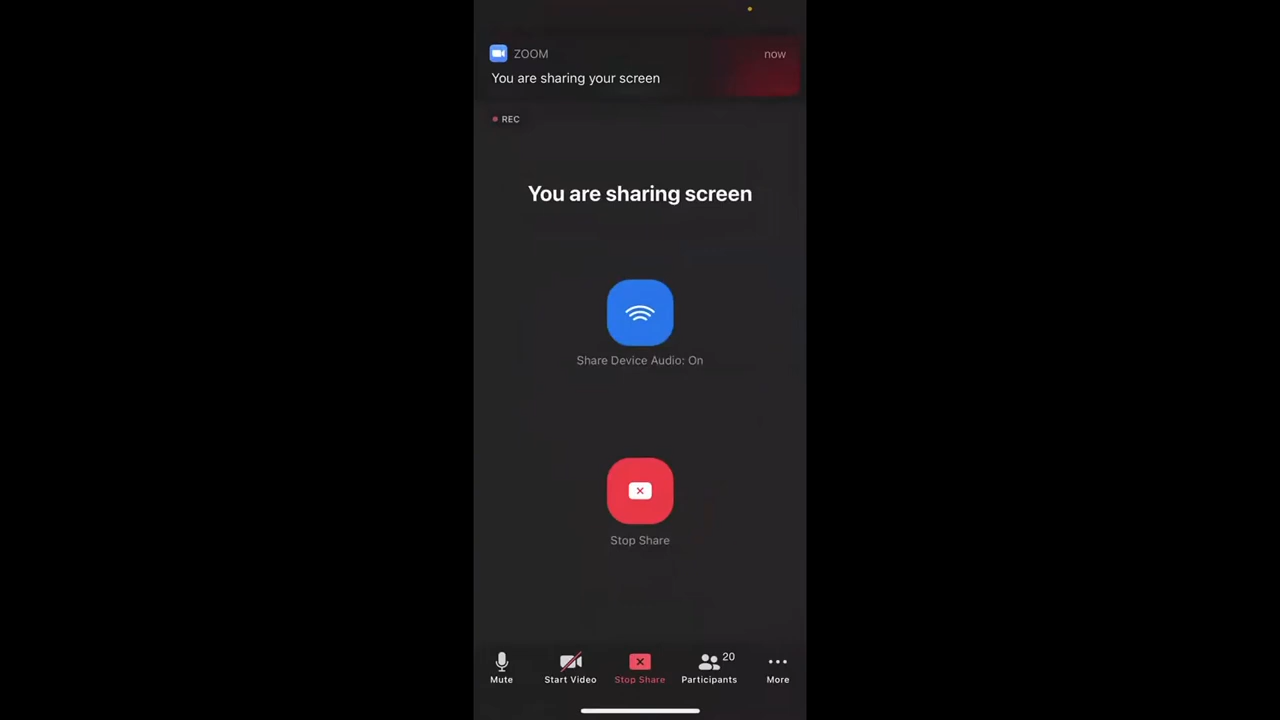 ZOOM now
You are sharing your screen
REC
You are sharing screen
Share Device Audio: On
Stop Share
20
Mute Start Video Stop Share Participants More